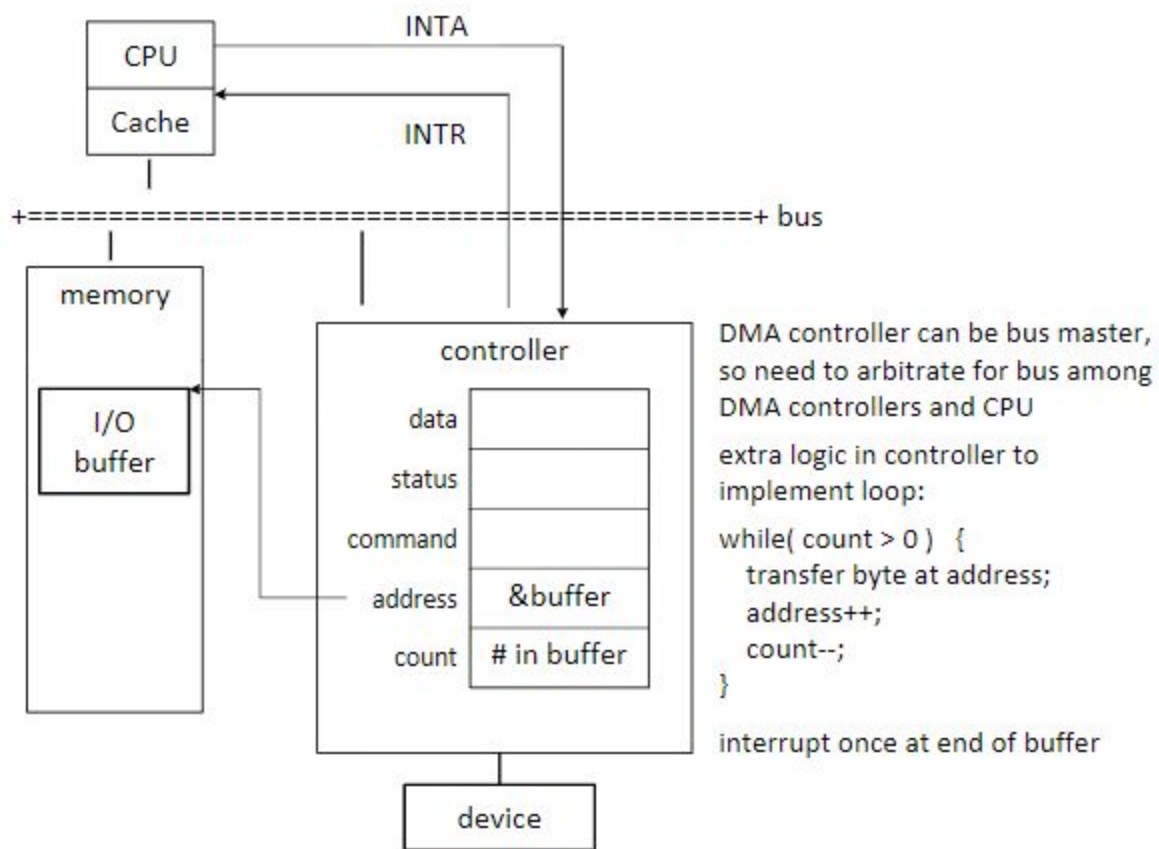 INTA
CPU
Cache
INTR
+======================================+ bus
memory
I/O
buffer
controller
data
status
command
address
&buffer
count
# in buffer
device
DMA controller can be bus master,
so need to arbitrate for bus among
DMA controllers and CPU
extra logic in controller to
implement loop:
while( count > 0 ) {
transfer byte at address;
address++;
count--;
}
interrupt once at end of buffer